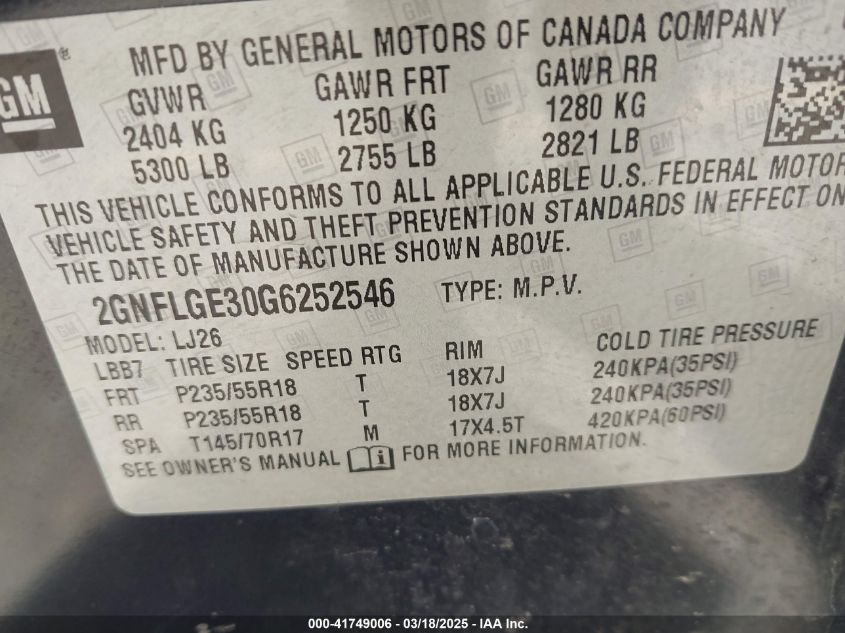 GM
MFD BY GENERAL MOTORS OF CANADA COMPANY
GVWR GAWR FRT GAWR RR
2404 KG 1250 KG 1280 KG
5300 LB 2755 LB 2821 LB
THIS VEHICLE CONFORMS TO ALL APPLICABLE U.S. FEDERAL MOTOR
VEHICLE SAFETY AND THEFT PREVENTION STANDARDS IN EFFECT ON
THE DATE OF MANUFACTURE SHOWN ABOVE.
2GNFLGE30G6252546 TYPE: M.P.V.
MODEL: LJ26
LBB7 TIRE SIZE SPEED RTG RIM COLD TIRE PRESSURE
FRT P235/55R18 T 18X7J 240KPA(35PSI)
RR P235/55R18 T 18X7J 240KPA(35PSI)
SPA T145/70R17 M 17X4.5T 420KPA(60PSI)
SEE OWNER'S MANUAL FOR MORE INFORMATION.
000-41749006 - 03/18/2025 - IAA Inc.